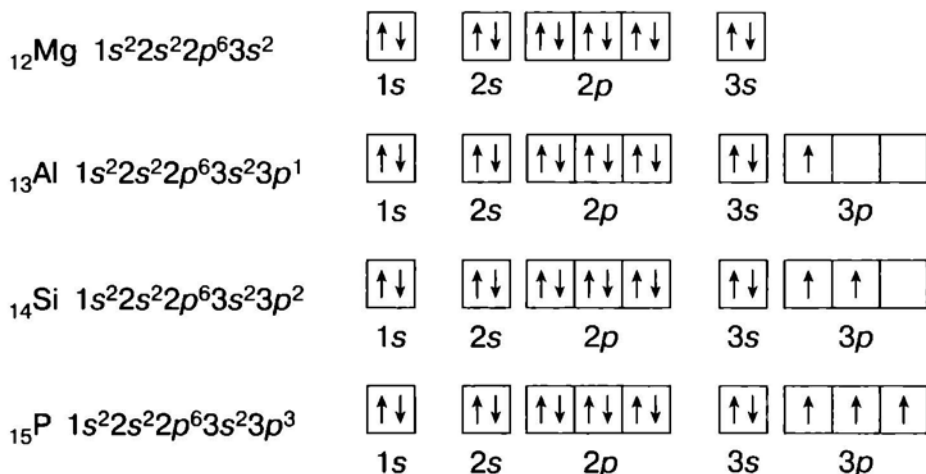 ₁₂Mg 1s²2s²2p⁶3s² ↑↓ ↑↓ ↑↓ ↑↓ ↑↓ ↑↓
1s 2s 2p 3s
₁₃Al 1s²2s²2p⁶3s²3p¹ ↑↓ ↑↓ ↑↓ ↑↓ ↑↓ ↑↓ ↑
1s 2s 2p 3s 3p
₁₄Si 1s²2s²2p⁶3s²3p² ↑↓ ↑↓ ↑↓ ↑↓ ↑↓ ↑↓ ↑ ↑
1s 2s 2p 3s 3p
₁₅P 1s²2s²2p⁶3s²3p³ ↑↓ ↑↓ ↑↓ ↑↓ ↑↓ ↑↓ ↑ ↑ ↑
1s 2s 2p 3s 3p